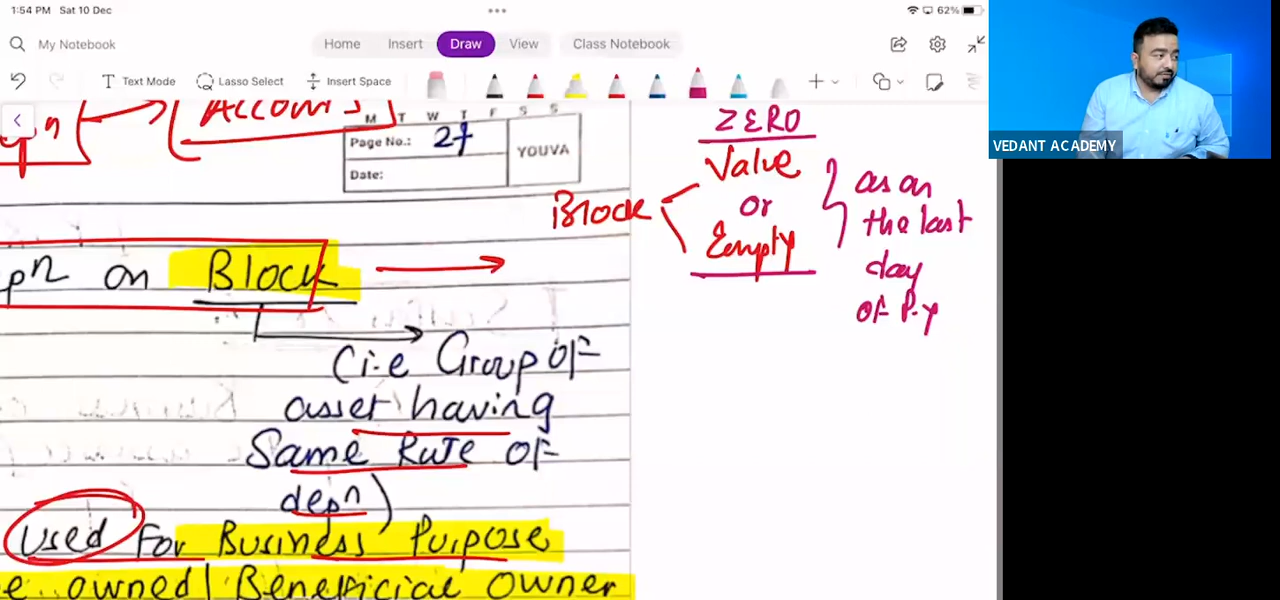 1:54 PM Sat 10 Dec
62%
My Notebook
Home Insert Draw View Class Notebook
Text Mode Lasso Select Insert Space
VEDANT ACADEMY
M T W T F S S
Page No.: 27
YOUVA
Date:
ZERO
Value
or
Empty
Block
as on
the last
day
of P.y
pn on Block
(i.e Group of
asset having
Same Rate of
depn)
Used For Business Purpose
e owned / Beneficial owner